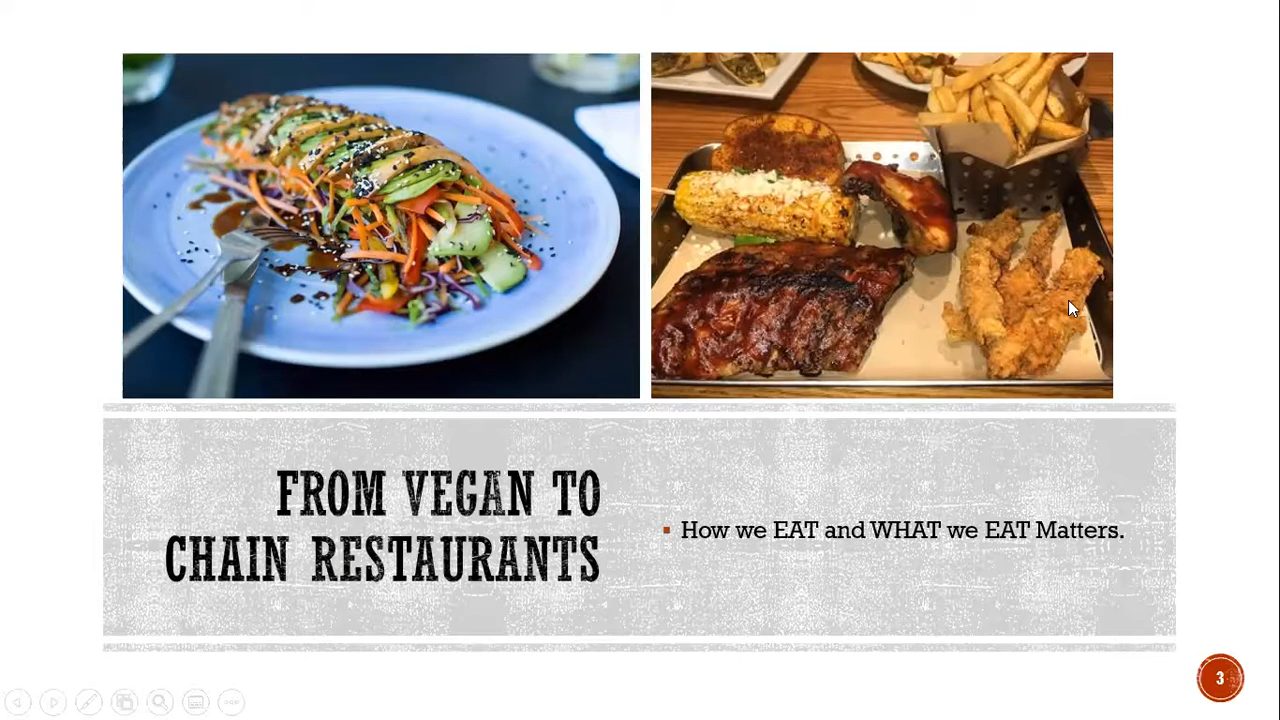 FROM VEGAN TO
CHAIN RESTAURANTS
▪ How we EAT and WHAT we EAT Matters.
3